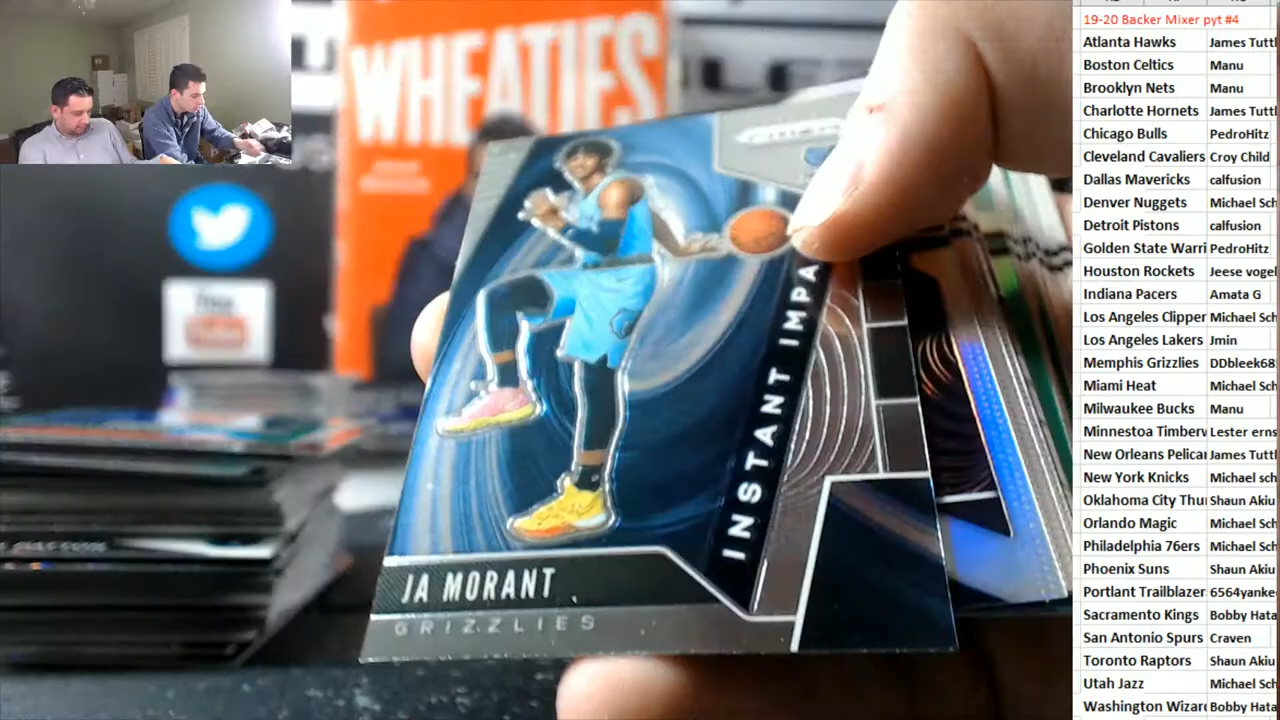 WHEATIES
You
Tube
INSTANT IMPA
JA MORANT
GRIZZLIES
19-20 Backer Mixer pyt #4
Atlanta Hawks James Tuttl
Boston Celtics Manu
Brooklyn Nets Manu
Charlotte Hornets James Tuttl
Chicago Bulls PedroHitz
Cleveland Cavaliers Croy Child
Dallas Mavericks calfusion
Denver Nuggets Michael Sch
Detroit Pistons calfusion
Golden State Warri PedroHitz
Houston Rockets Jeese vogel
Indiana Pacers Amata G
Los Angeles Clipper Michael Sch
Los Angeles Lakers Jmin
Memphis Grizzlies DDbleek68
Miami Heat Michael Sch
Milwaukee Bucks Manu
Minnestoa Timberv Lester erns
New Orleans Pelica James Tuttl
New York Knicks Michael sch
Oklahoma City Thu Shaun Akiu
Orlando Magic Michael Sch
Philadelphia 76ers Michael Sch
Phoenix Suns Shaun Akiu
Portlant Trailblazer 6564yanke
Sacramento Kings Bobby Hata
San Antonio Spurs Craven
Toronto Raptors Shaun Akiu
Utah Jazz Michael Sch
Washington Wizar Bobby Hata